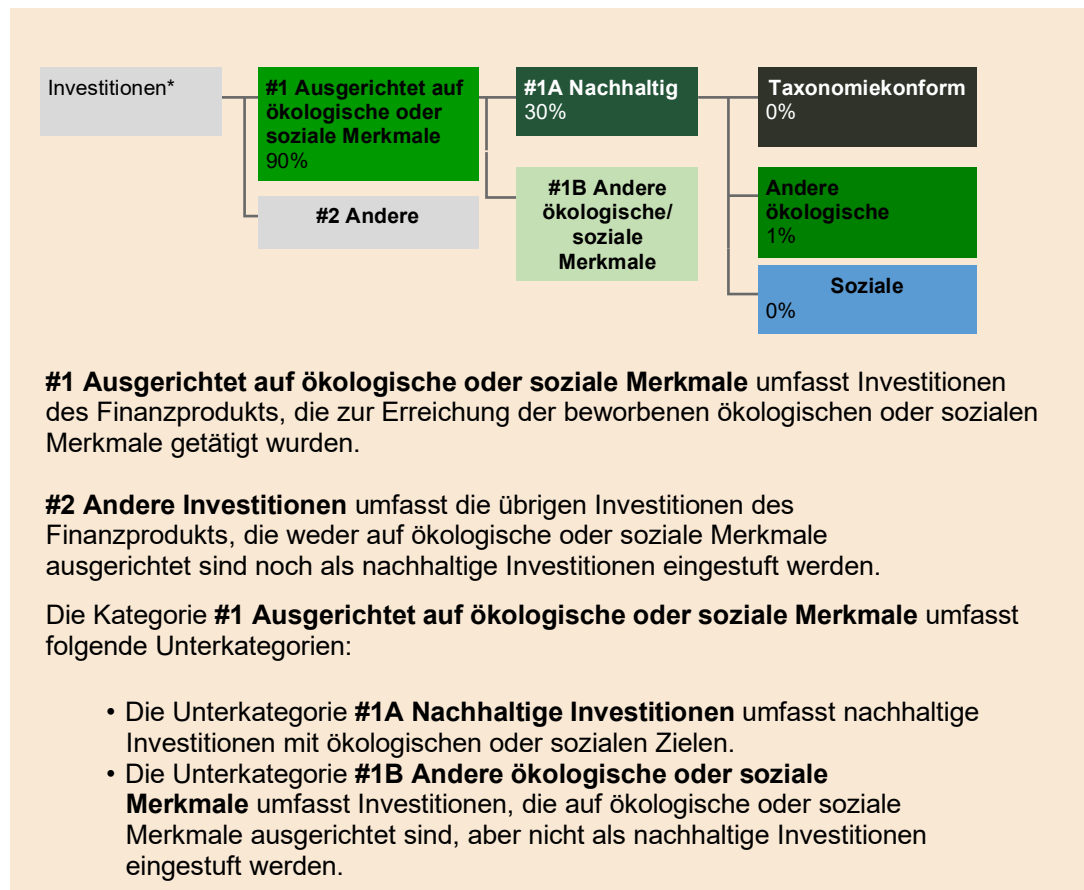 Investitionen*
#1 Ausgerichtet auf
ökologische oder
soziale Merkmale
90%
#2 Andere
#1A Nachhaltig
30%
#1B Andere
ökologische/
soziale
Merkmale
Taxonomiekonform
0%
Andere
ökologische
1%
Soziale
0%
#1 Ausgerichtet auf ökologische oder soziale Merkmale umfasst Investitionen
des Finanzprodukts, die zur Erreichung der beworbenen ökologischen oder sozialen
Merkmale getätigt wurden.
#2 Andere Investitionen umfasst die übrigen Investitionen des
Finanzprodukts, die weder auf ökologische oder soziale Merkmale
ausgerichtet sind noch als nachhaltige Investitionen eingestuft werden.
Die Kategorie #1 Ausgerichtet auf ökologische oder soziale Merkmale umfasst
folgende Unterkategorien:
• Die Unterkategorie #1A Nachhaltige Investitionen umfasst nachhaltige
Investitionen mit ökologischen oder sozialen Zielen.
• Die Unterkategorie #1B Andere ökologische oder soziale
Merkmale umfasst Investitionen, die auf ökologische oder soziale
Merkmale ausgerichtet sind, aber nicht als nachhaltige Investitionen
eingestuft werden.